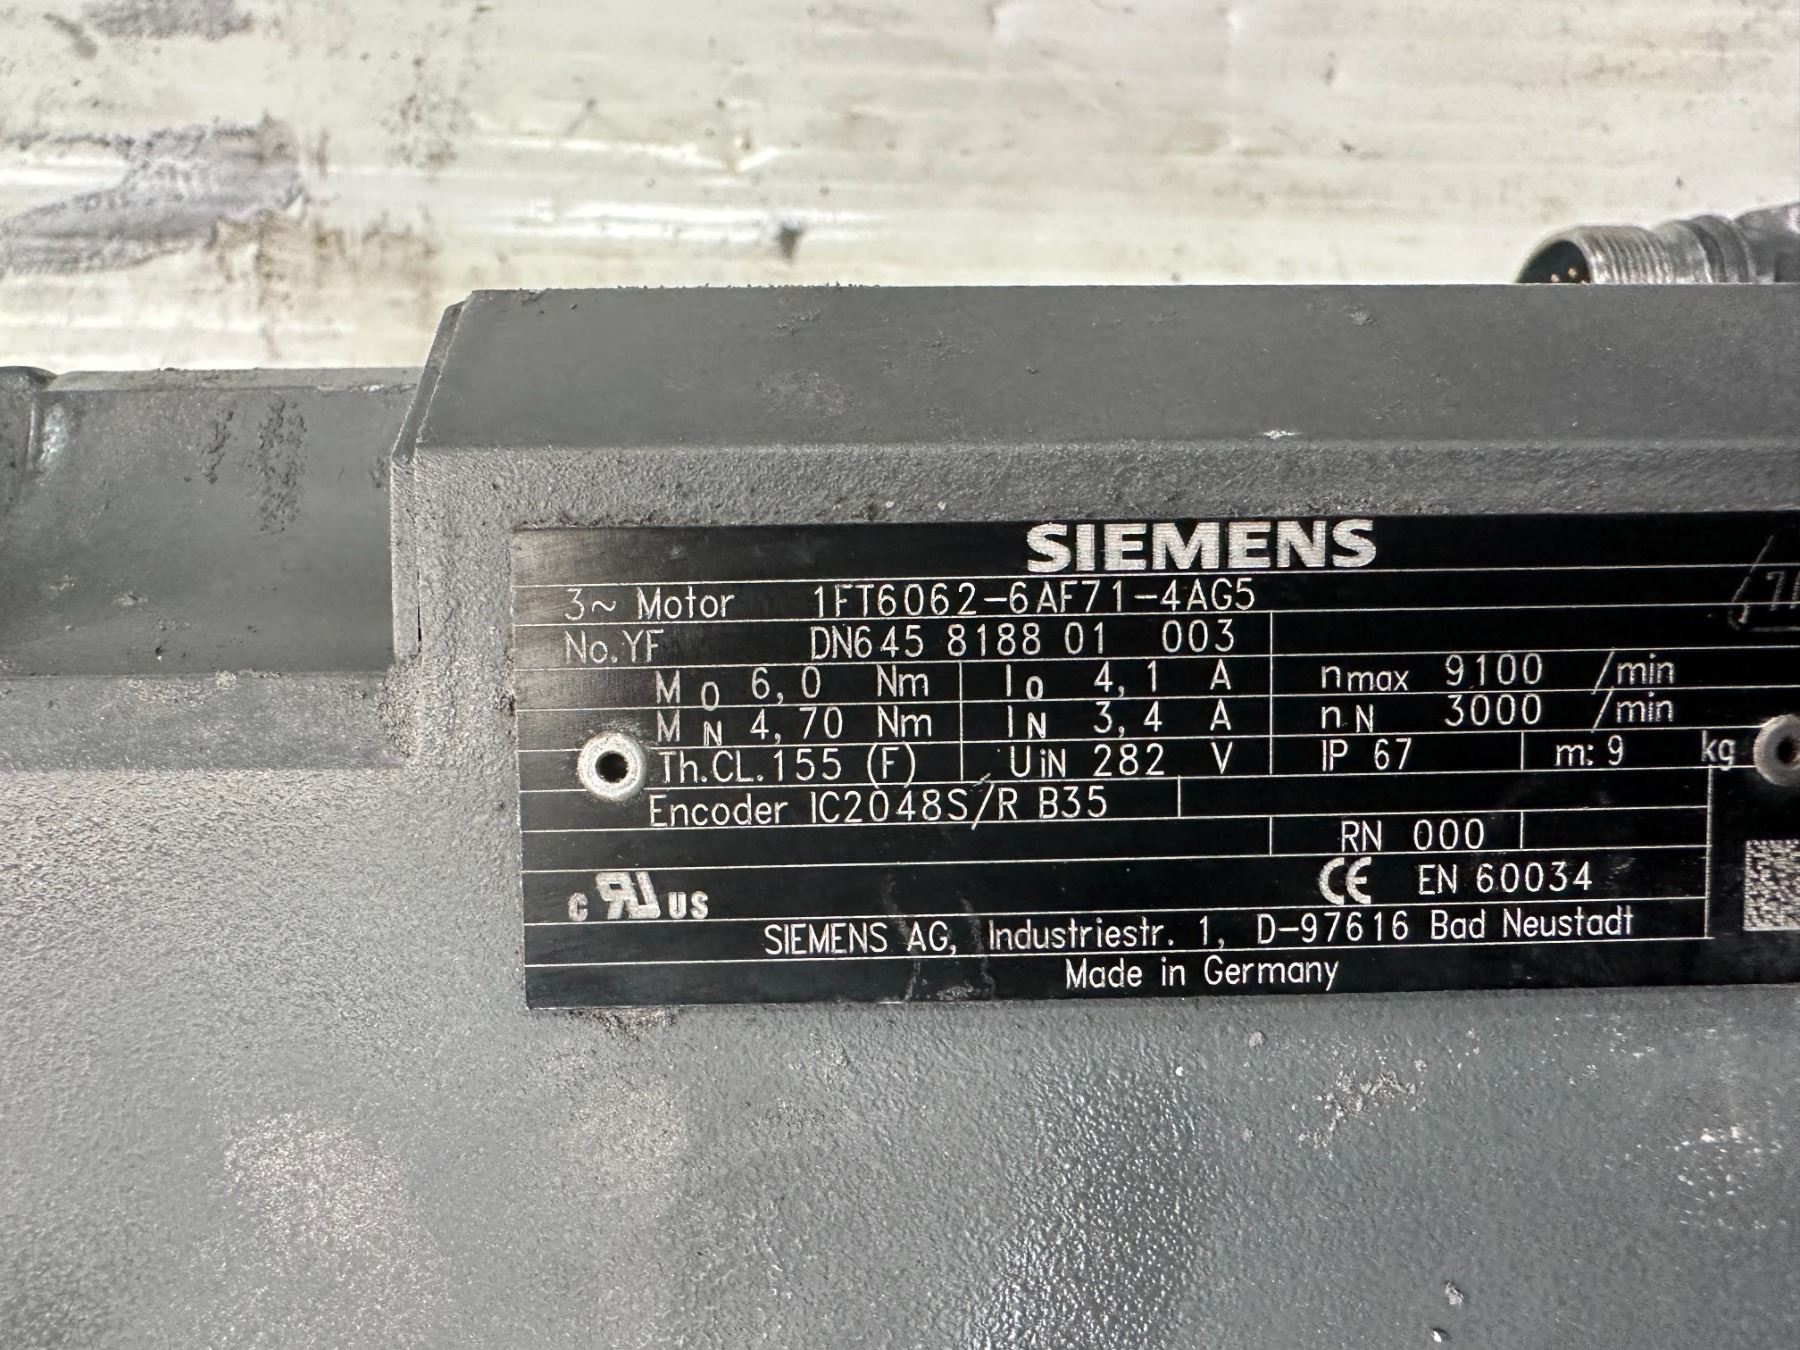 SIEMENS
3~ Motor 1FT6062-6AF71-4AG5
No. YF DN645 8188 01 003
M0 6,0 Nm I0 4,1 A nmax 9100 /min
MN 4,70 Nm IN 3,4 A nN 3000 /min
Th.CL. 155 (F) UiN 282 V IP 67 m: 9 kg
Encoder IC2048S/R B35
RN 000
CE EN 60034
c RU US
SIEMENS AG, Industriestr. 1, D-97616 Bad Neustadt
Made in Germany